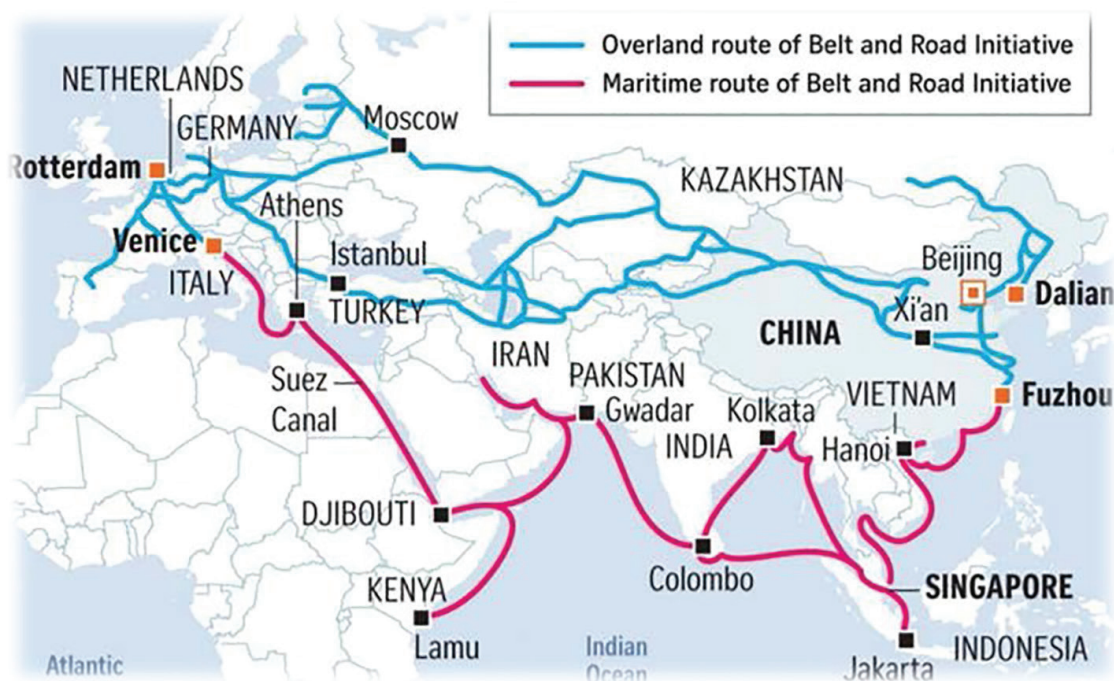 Overland route of Belt and Road Initiative
Maritime route of Belt and Road Initiative
NETHERLANDS
GERMANY
Moscow
Rotterdam
KAZAKHSTAN
Athens
Venice
Istanbul
Beijing
ITALY
TURKEY
Xi'an
Dalian
CHINA
IRAN
Suez
Canal
PAKISTAN
Gwadar
Kolkata
VIETNAM
Fuzhou
INDIA
Hanoi
DJIBOUTI
KENYA
Colombo
SINGAPORE
Lamu
Indian
Ocean
INDONESIA
Jakarta
Atlantic